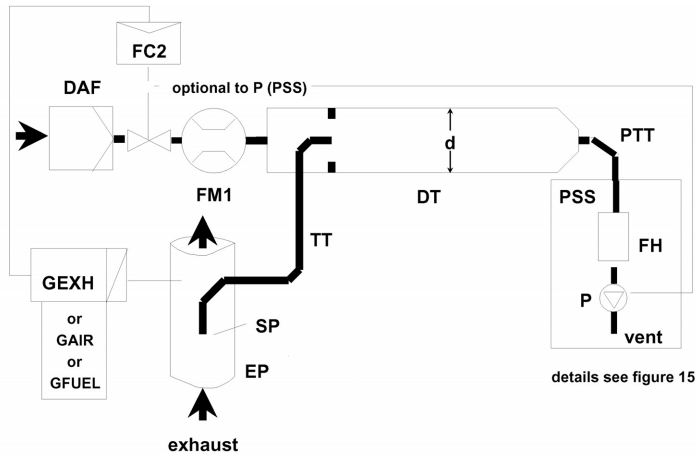 FC2
DAF
optional to P (PSS)
d
PTT
FM1
DT
PSS
TT
FH
GEXH
P
or
GAIR
or
GFUEL
SP
vent
EP
details see figure 15
exhaust